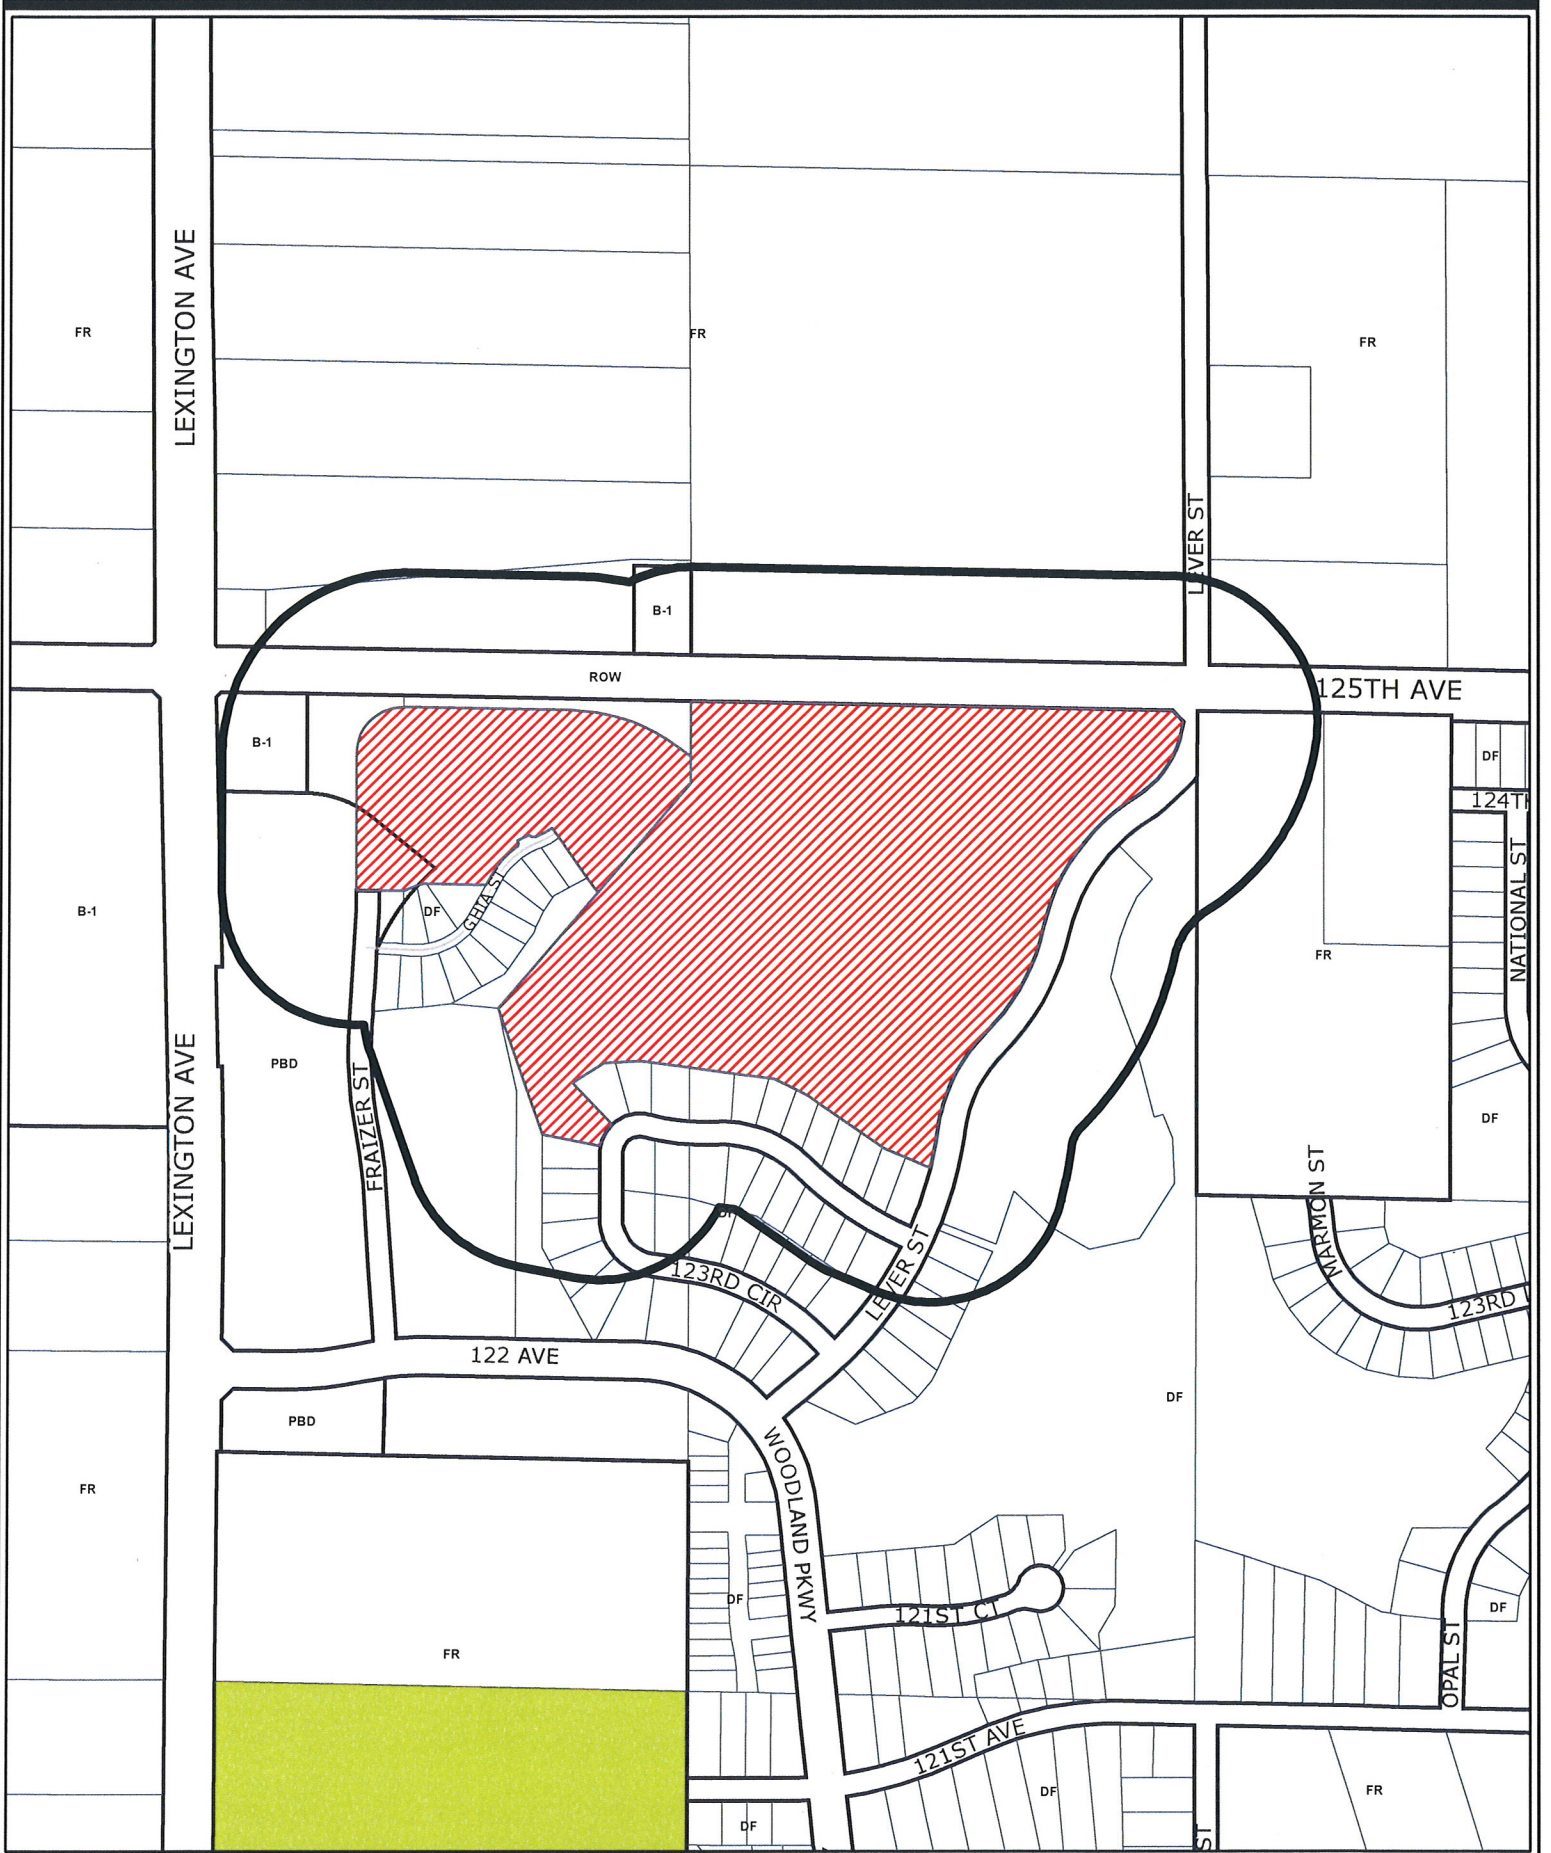 LEXINGTON AVE
FR
FR
FR
LEVER ST
B-1
ROW
125TH AVE
B-1
DF
124TH
NATIONAL ST
B-1
DF
GHIA ST
FR
LEXINGTON AVE
PBD
FRAIZER ST
DF
MARMON ST
LEVER ST
123RD CIR
123RD
122 AVE
DF
PBD
WOODLAND PKWY
FR
DF
121ST CT
DF
OPAL ST
FR
121ST AVE
DF
FR
DF
ST